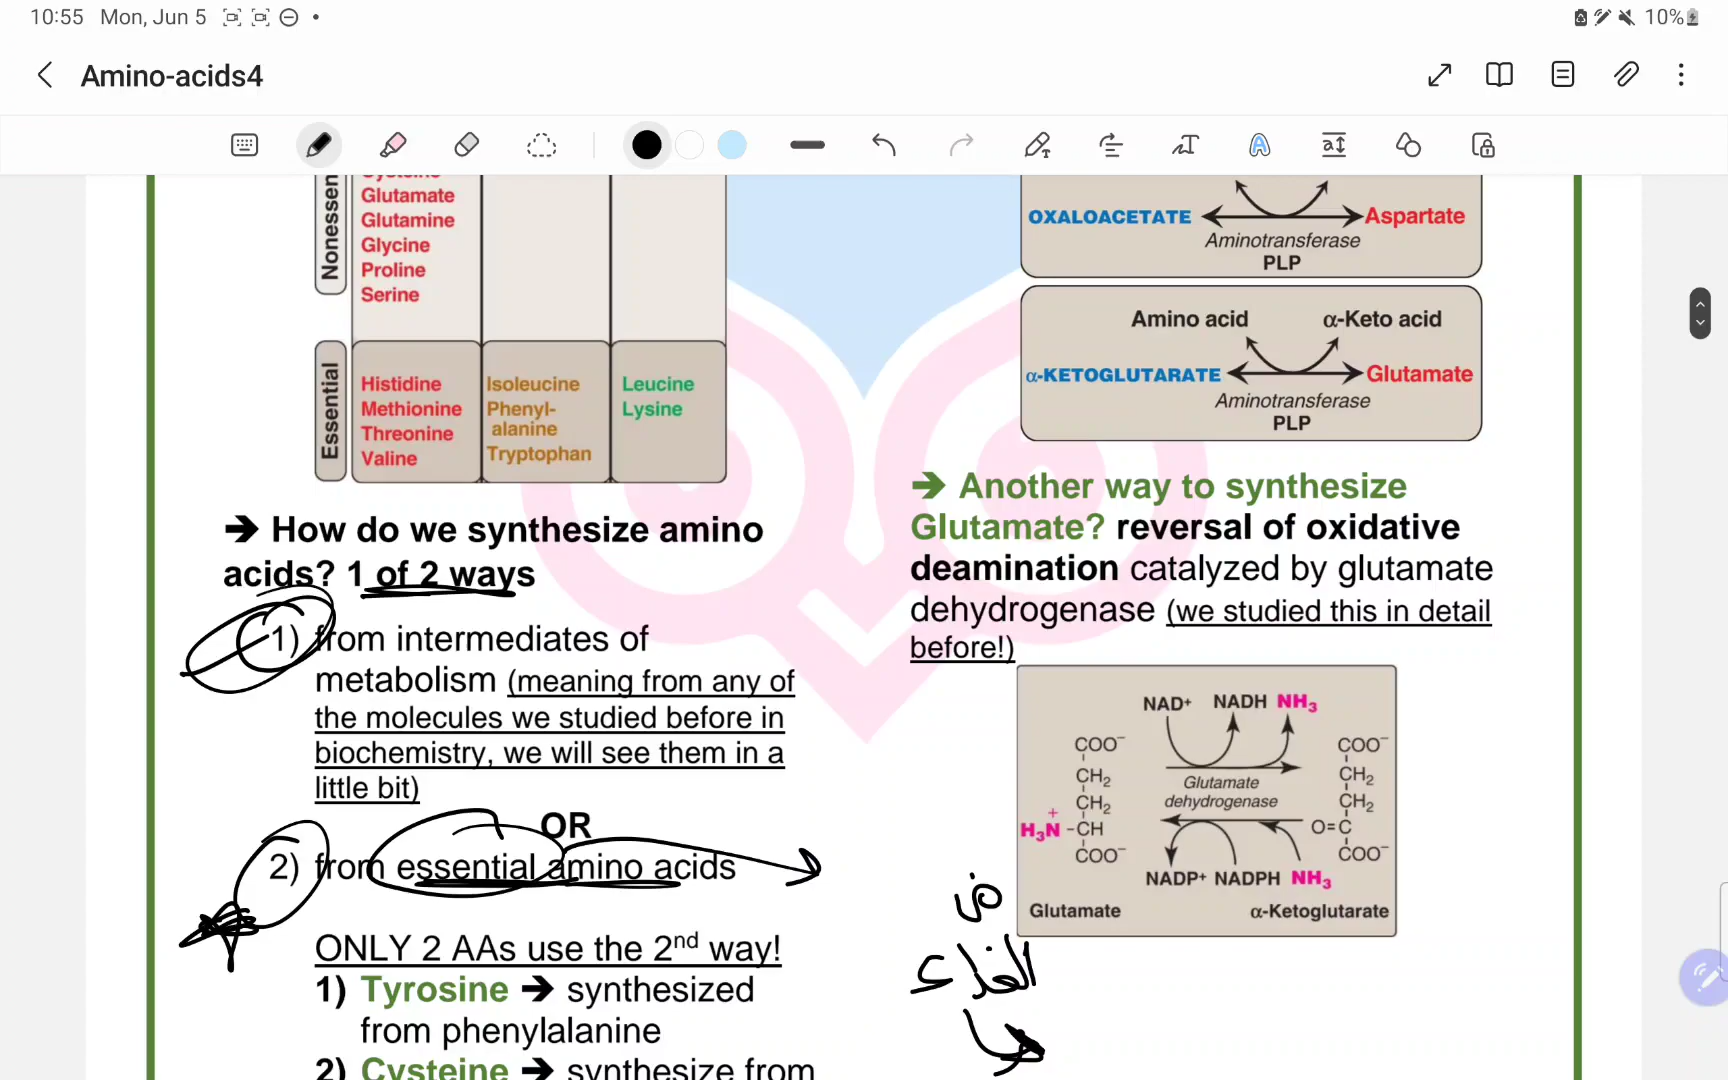 10:55 Mon, Jun 5
10%
Amino-acids4
Nonessen
Cysteine
Glutamate
Glutamine
Glycine
Proline
Serine
Essential
Histidine
Methionine
Threonine
Valine
Isoleucine
Phenyl-
alanine
Tryptophan
Leucine
Lysine
➔ How do we synthesize amino
acids? 1 of 2 ways
1) from intermediates of
metabolism (meaning from any of
the molecules we studied before in
biochemistry, we will see them in a
little bit)
OR
2) from essential amino acids
ONLY 2 AAs use the 2nd way!
1) Tyrosine ➔ synthesized
from phenylalanine
2) Cysteine ➔ synthesize from
OXALOACETATE Aspartate
Aminotransferase
PLP
Amino acid α-Keto acid
α-KETOGLUTARATE Glutamate
Aminotransferase
PLP
➔ Another way to synthesize
Glutamate? reversal of oxidative
deamination catalyzed by glutamate
dehydrogenase (we studied this in detail
before!)
NAD+ NADH NH3
COO–
CH2
CH2
H3N+ –CH
COO–
Glutamate
dehydrogenase
COO–
CH2
CH2
O=C
COO–
NADP+ NADPH NH3
Glutamate α-Ketoglutarate
من
الغذاء